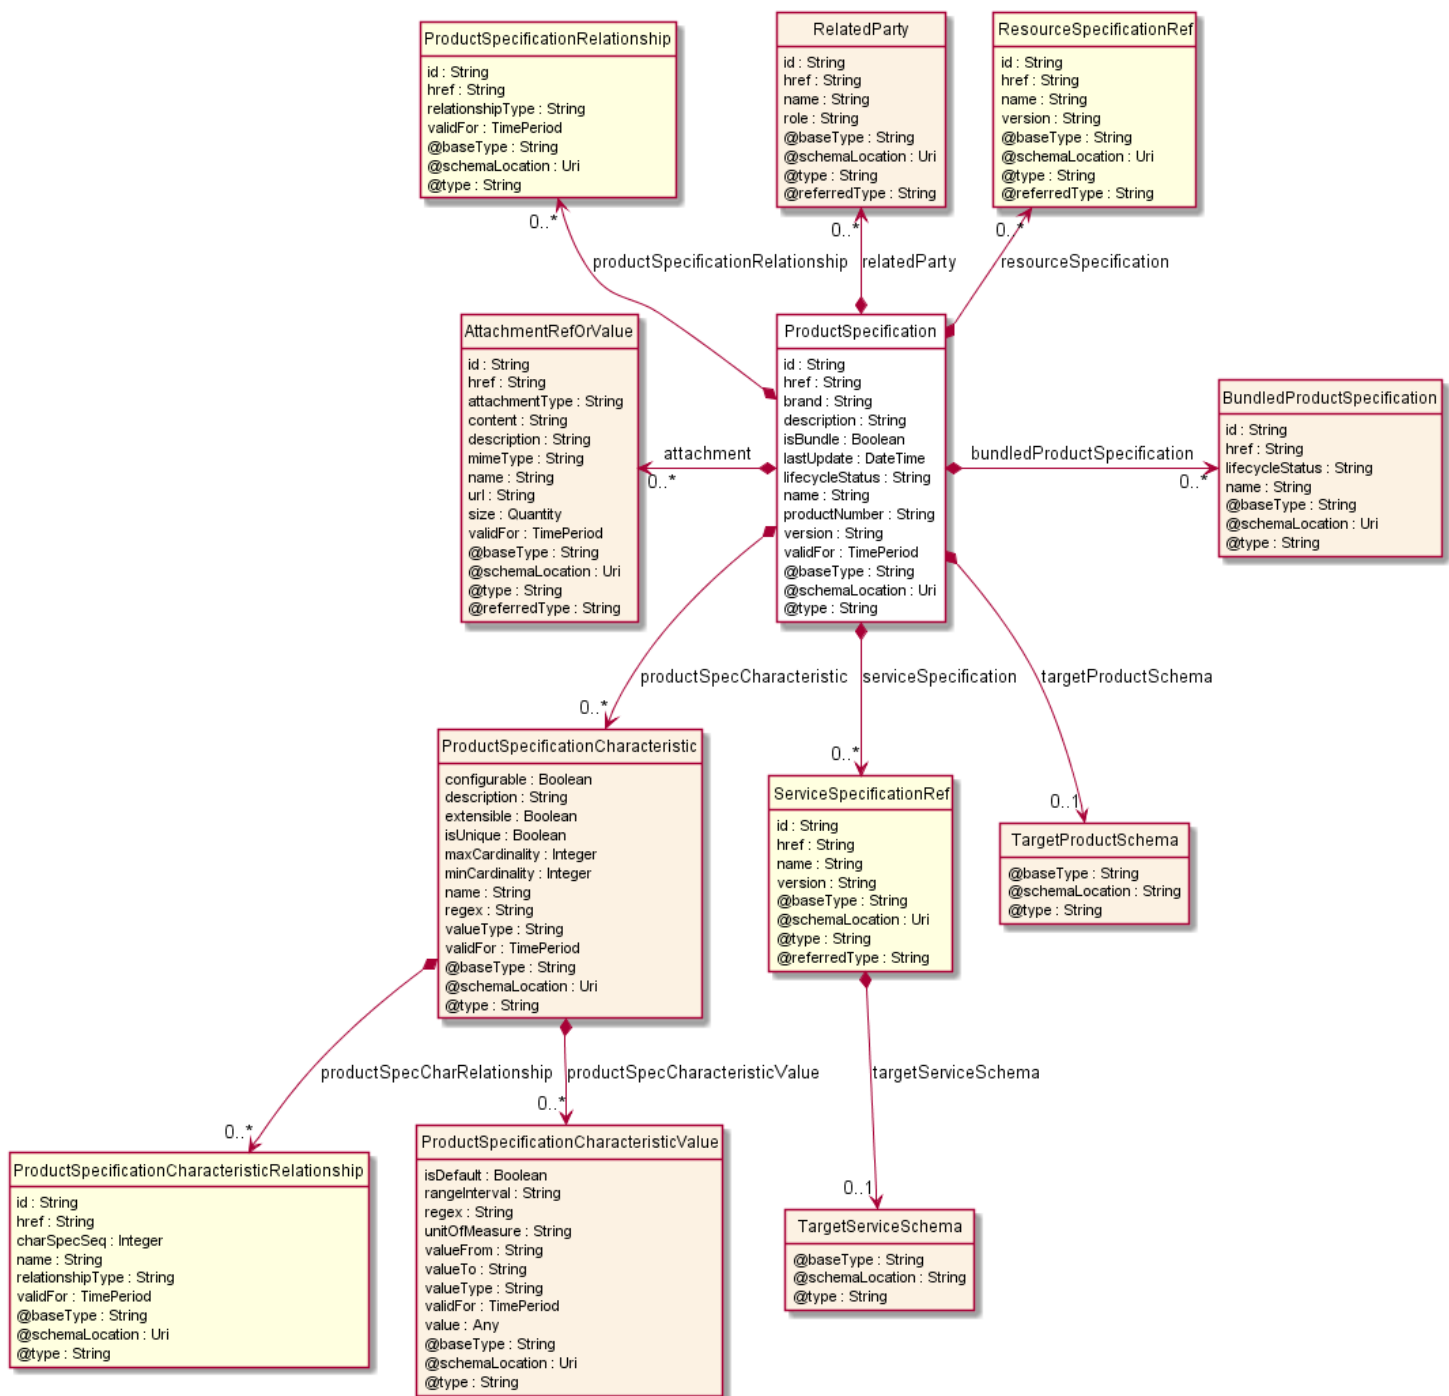 ProductSpecificationRelationship
id : String
href : String
relationshipType : String
validFor : TimePeriod
@baseType : String
@schemaLocation : Uri
@type : String
RelatedParty
id : String
href : String
name : String
role : String
@baseType : String
@schemaLocation : Uri
@type : String
@referredType : String
ResourceSpecificationRef
id : String
href : String
name : String
version : String
@baseType : String
@schemaLocation : Uri
@type : String
@referredType : String
0..*
0..*
0..*
productSpecificationRelationship
relatedParty
resourceSpecification
AttachmentRefOrValue
id : String
href : String
attachmentType : String
content : String
description : String
mimeType : String
name : String
url : String
size : Quantity
validFor : TimePeriod
@baseType : String
@schemaLocation : Uri
@type : String
@referredType : String
attachment
0..*
ProductSpecification
id : String
href : String
brand : String
description : String
isBundle : Boolean
lastUpdate : DateTime
lifecycleStatus : String
name : String
productNumber : String
version : String
validFor : TimePeriod
@baseType : String
@schemaLocation : Uri
@type : String
bundledProductSpecification
0..*
BundledProductSpecification
id : String
href : String
lifecycleStatus : String
name : String
@baseType : String
@schemaLocation : Uri
@type : String
productSpecCharacteristic
serviceSpecification
targetProductSchema
0..*
0..*
0..1
ProductSpecificationCharacteristic
configurable : Boolean
description : String
extensible : Boolean
isUnique : Boolean
maxCardinality : Integer
minCardinality : Integer
name : String
regex : String
valueType : String
validFor : TimePeriod
@baseType : String
@schemaLocation : Uri
@type : String
ServiceSpecificationRef
id : String
href : String
name : String
version : String
@baseType : String
@schemaLocation : Uri
@type : String
@referredType : String
TargetProductSchema
@baseType : String
@schemaLocation : String
@type : String
productSpecCharRelationship
productSpecCharacteristicValue
targetServiceSchema
0..*
0..*
0..1
ProductSpecificationCharacteristicRelationship
id : String
href : String
charSpecSeq : Integer
name : String
relationshipType : String
validFor : TimePeriod
@baseType : String
@schemaLocation : Uri
@type : String
ProductSpecificationCharacteristicValue
isDefault : Boolean
rangeInterval : String
regex : String
unitOfMeasure : String
valueFrom : String
valueTo : String
valueType : String
validFor : TimePeriod
value : Any
@baseType : String
@schemaLocation : Uri
@type : String
TargetServiceSchema
@baseType : String
@schemaLocation : String
@type : String